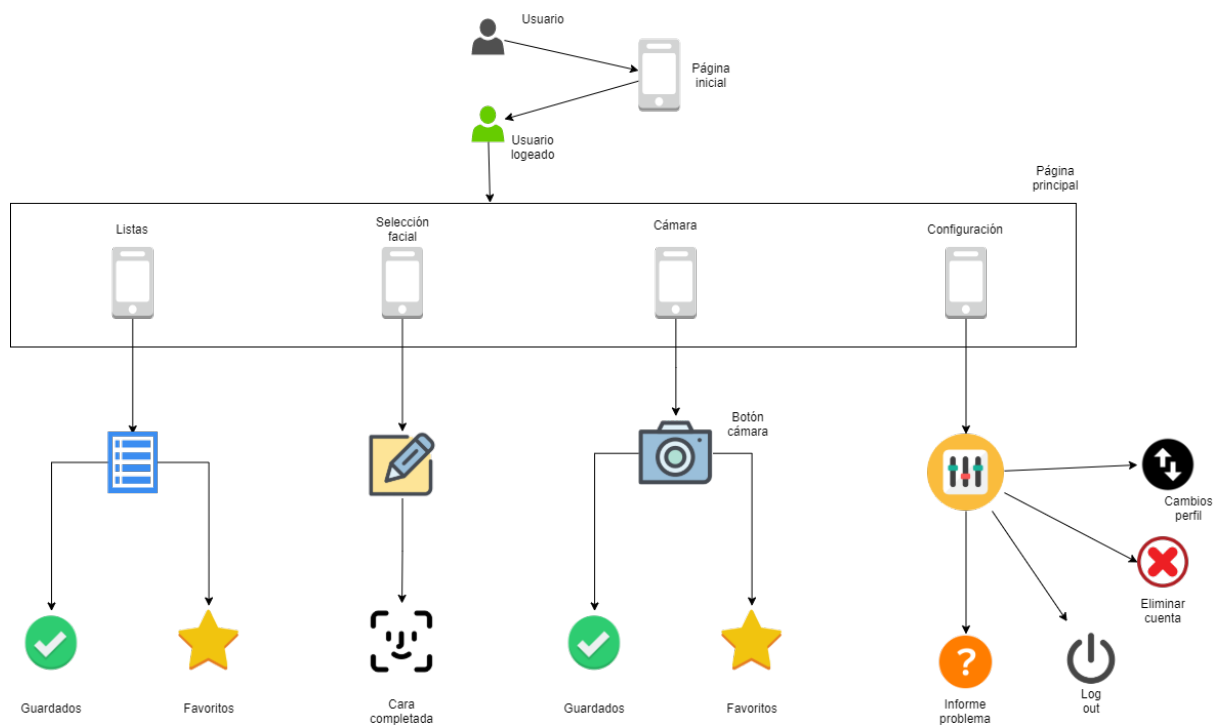 Usuario
Página
inicial
Usuario
logeado
Página
principal
Listas
Selección
facial
Cámara
Configuración
Botón
cámara
Cambios
perfil
Eliminar
cuenta
?
Guardados
Favoritos
Cara
completada
Guardados
Favoritos
Informe
problema
Log
out